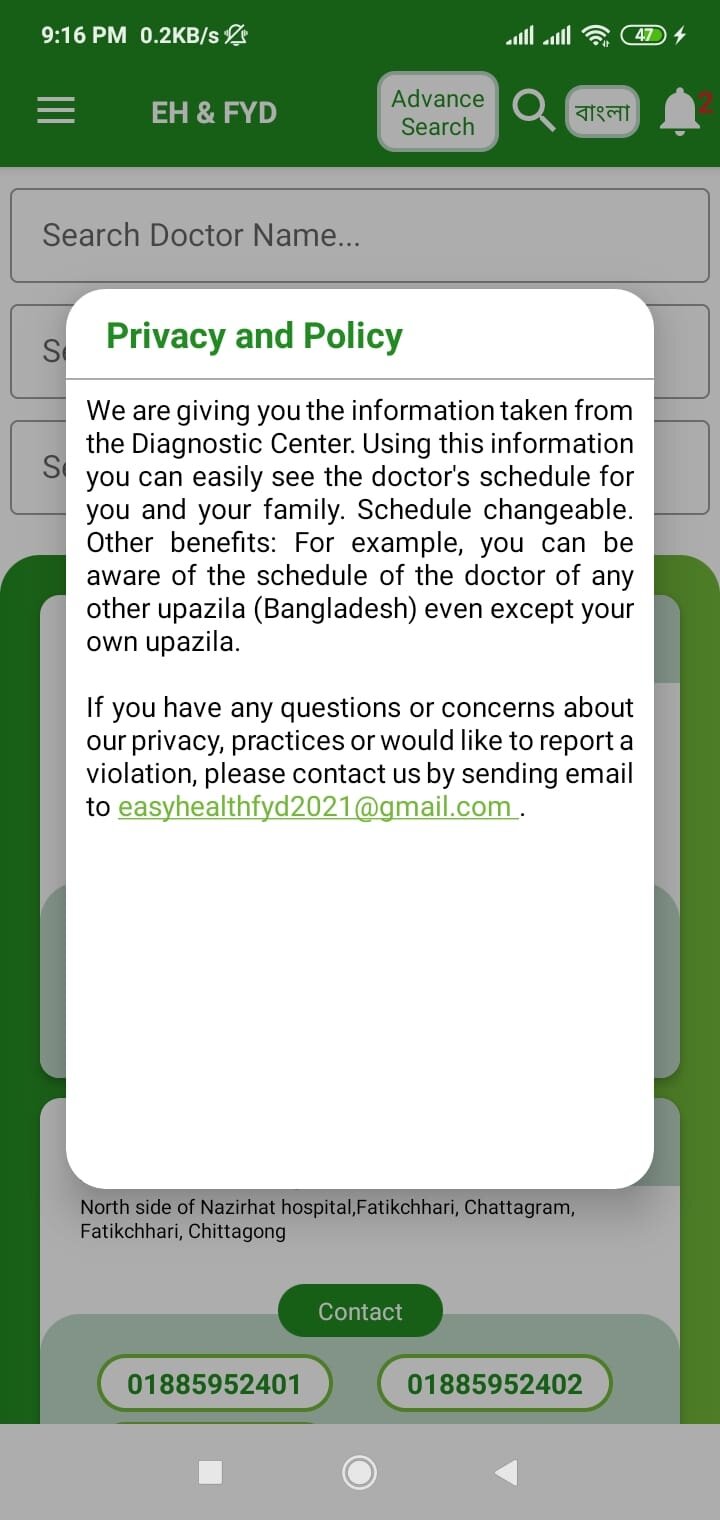 9:16 PM 0.2KB/s
47
EH & FYD
Advance
Search
বাংলা
2
Search Doctor Name...
Privacy and Policy
We are giving you the information taken from
the Diagnostic Center. Using this information
you can easily see the doctor's schedule for
you and your family. Schedule changeable.
Other benefits: For example, you can be
aware of the schedule of the doctor of any
other upazila (Bangladesh) even except your
own upazila.
If you have any questions or concerns about
our privacy, practices or would like to report a
violation, please contact us by sending email
to easyhealthfyd2021@gmail.com .
North side of Nazirhat hospital,Fatikchhari, Chattagram,
Fatikchhari, Chittagong
Contact
01885952401
01885952402